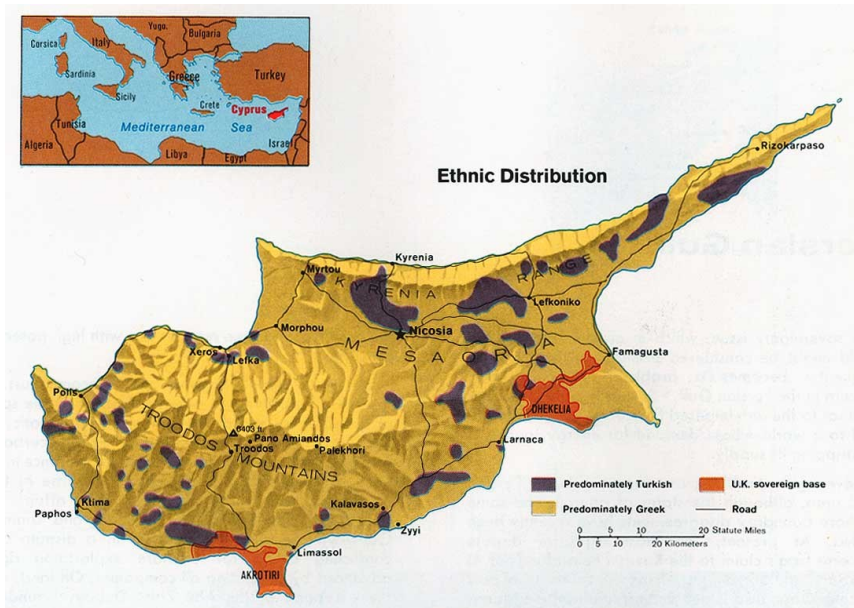 Yugo.
Corsica
Italy
Bulgaria
Sardinia
Greece
Turkey
Sicily
Crete
Cyprus
Tunisia
Mediterranean Sea
Algeria
Libya
Egypt
Israel
Ethnic Distribution
Rizokarpaso
Kyrenia
Myrtou
KYRENIA RANGE
Lefkoniko
Morphou
Nicosia
MESAORIA
Xeros
Lefka
Famagusta
Polis
DHEKELIA
TROODOS MOUNTAINS
6403 ft.
Pano Amiandos
Troodos
Palekhori
Larnaca
Ktima
Paphos
Kalavasos
Zyyi
Limassol
AKROTIRI
Predominately Turkish
U.K. sovereign base
Predominately Greek
Road
0 5 10 20 Statute Miles
0 5 10 20 Kilometers